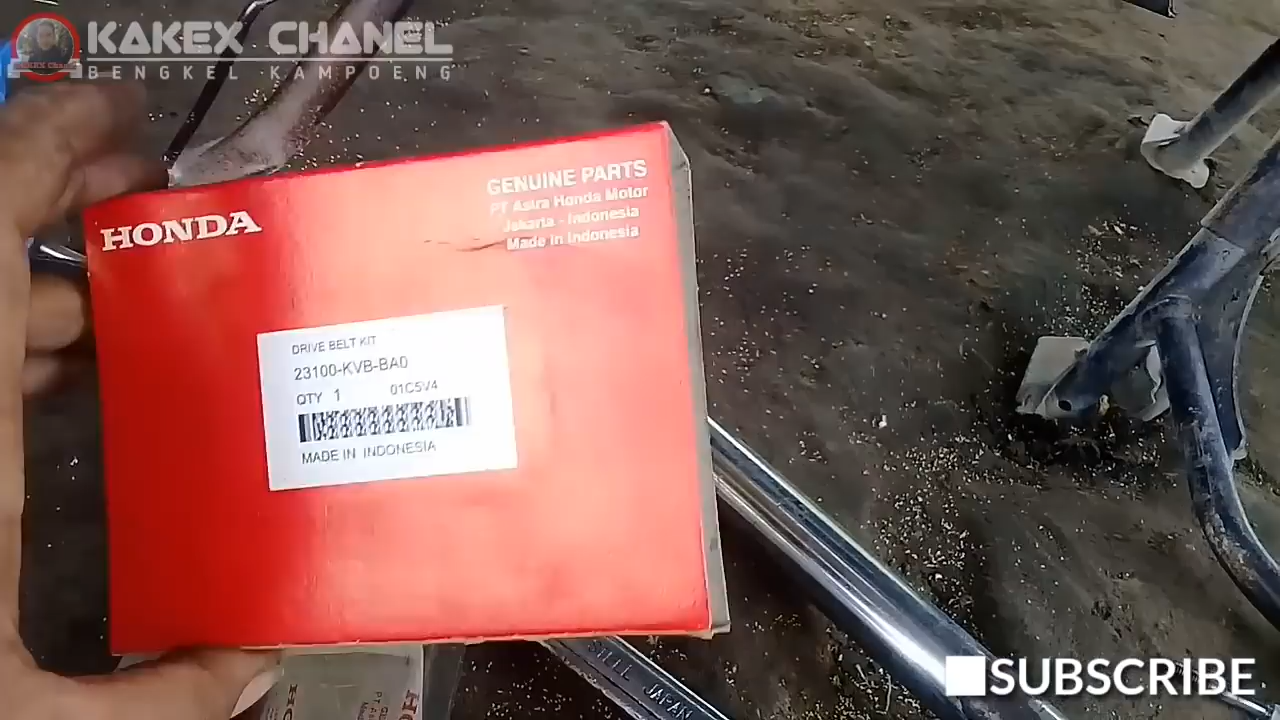 KAKEX CHANEL
BENGKEL KAMPOENG
HONDA
GENUINE PARTS
PT Astra Honda Motor
Jakarta - Indonesia
Made in Indonesia
DRIVE BELT KIT
23100-KVB-BA0
QTY 1 01C5V4
MADE IN INDONESIA
JAPAN
SUBSCRIBE